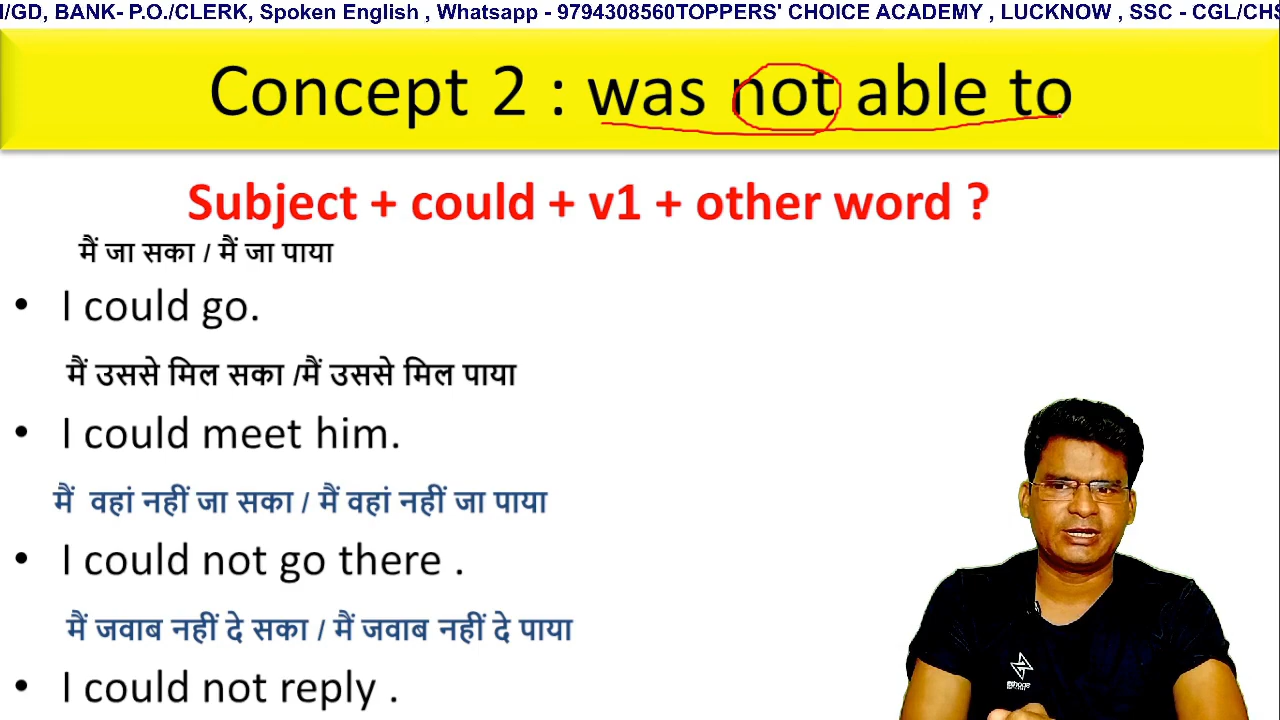 I/GD, BANK- P.O./CLERK, Spoken English , Whatsapp - 9794308560TOPPERS' CHOICE ACADEMY , LUCKNOW , SSC - CGL/CHS
Concept 2 : was not able to
Subject + could + v1 + other word ?
मैं जा सका / मैं जा पाया
• I could go.
मैं उससे मिल सका /मैं उससे मिल पाया
• I could meet him.
मैं वहां नहीं जा सका / मैं वहां नहीं जा पाया
• I could not go there .
मैं जवाब नहीं दे सका / मैं जवाब नहीं दे पाया
• I could not reply .